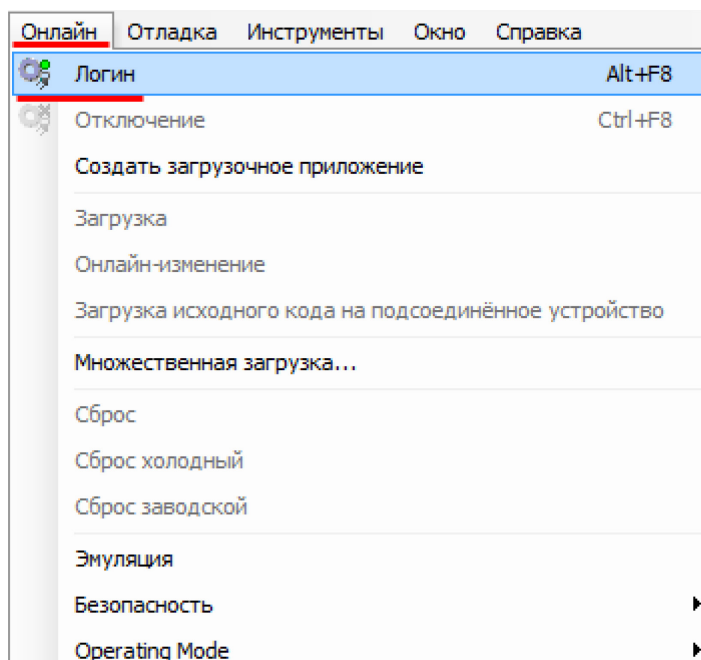 Онлайн Отладка Инструменты Окно Справка
Логин Alt+F8
Отключение Ctrl+F8
Создать загрузочное приложение
Загрузка
Онлайн-изменение
Загрузка исходного кода на подсоединённое устройство
Множественная загрузка...
Сброс
Сброс холодный
Сброс заводской
Эмуляция
Безопасность
Operating Mode